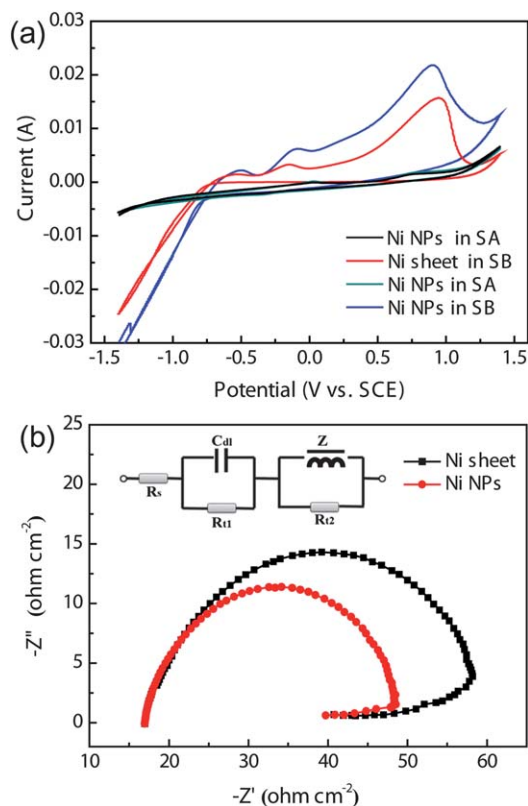 (a)
0.03
0.02
0.01
0.00
-0.01
-0.02
-0.03
Current (A)
Ni NPs in SA
Ni sheet in SB
Ni NPs in SA
Ni NPs in SB
-1.5 -1.0 -0.5 0.0 0.5 1.0 1.5
Potential (V vs. SCE)
(b)
25
20
15
10
5
0
-Z'' (ohm cm⁻²)
Cdl
Z
Rs
Rt1
Rt2
Ni sheet
Ni NPs
10 20 30 40 50 60
-Z' (ohm cm⁻²)